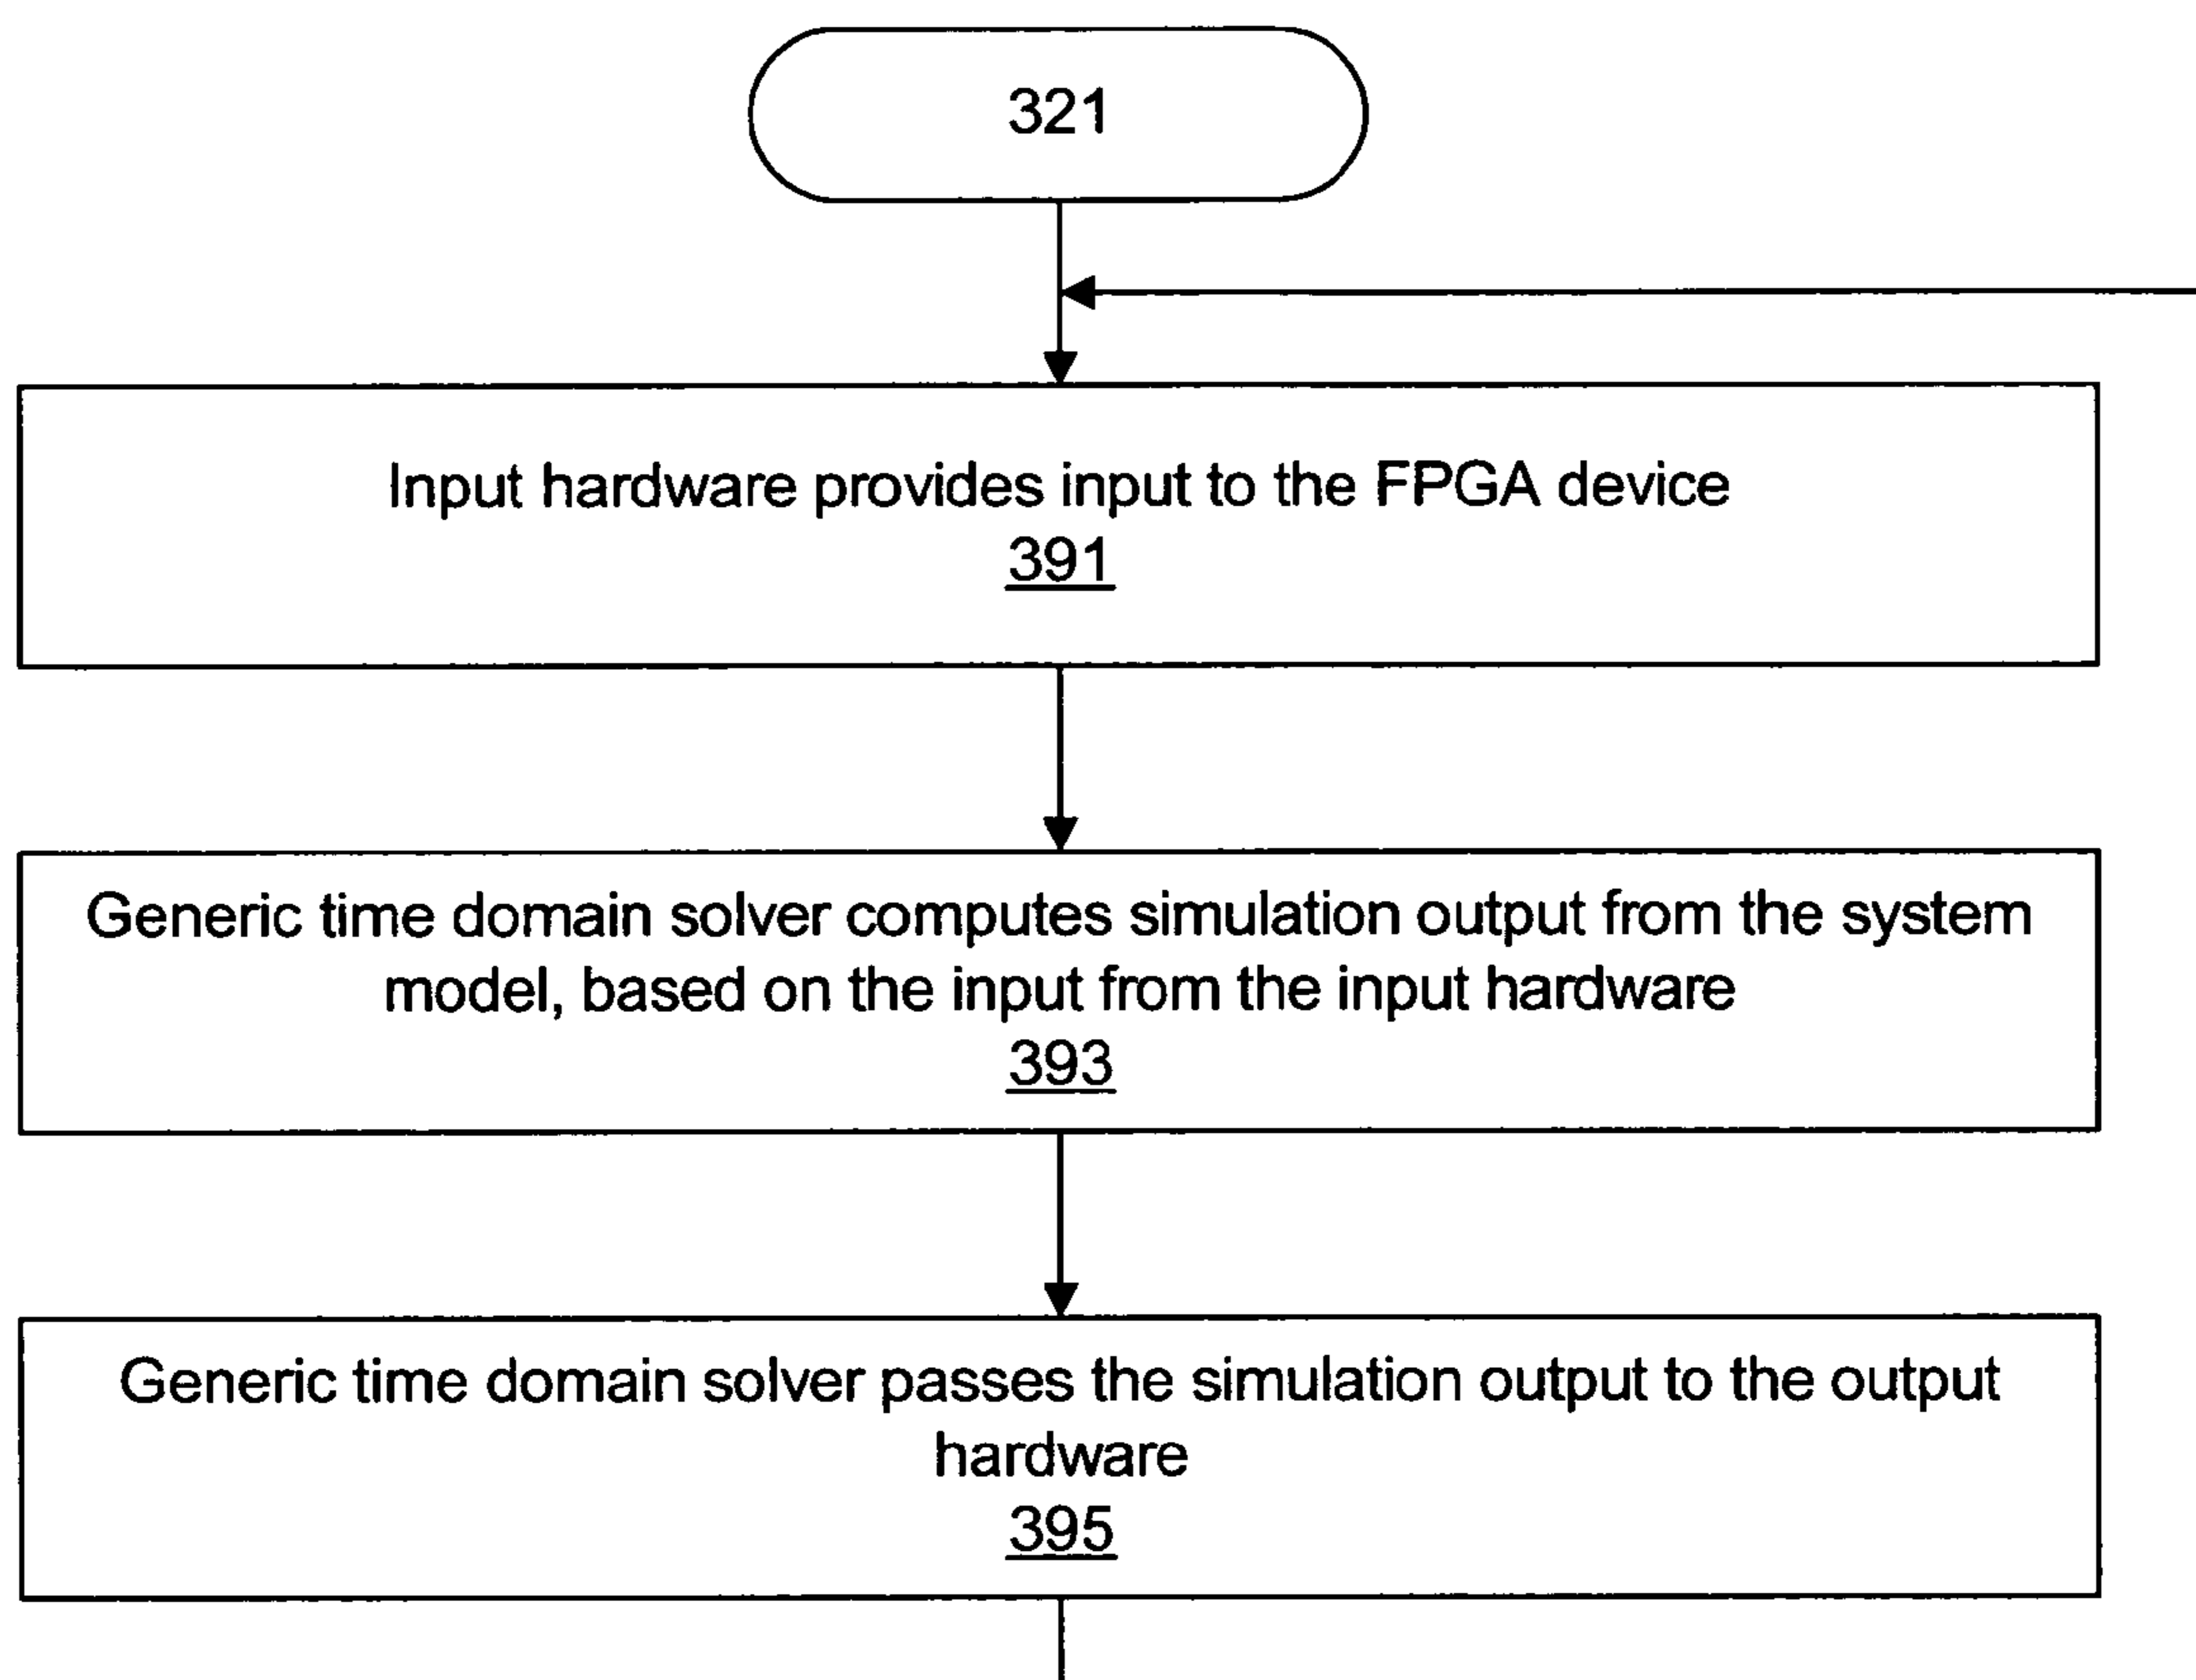 321
Input hardware provides input to the FPGA device
391
Generic time domain solver computes simulation output from the system
model, based on the input from the input hardware
393
Generic time domain solver passes the simulation output to the output
hardware
395